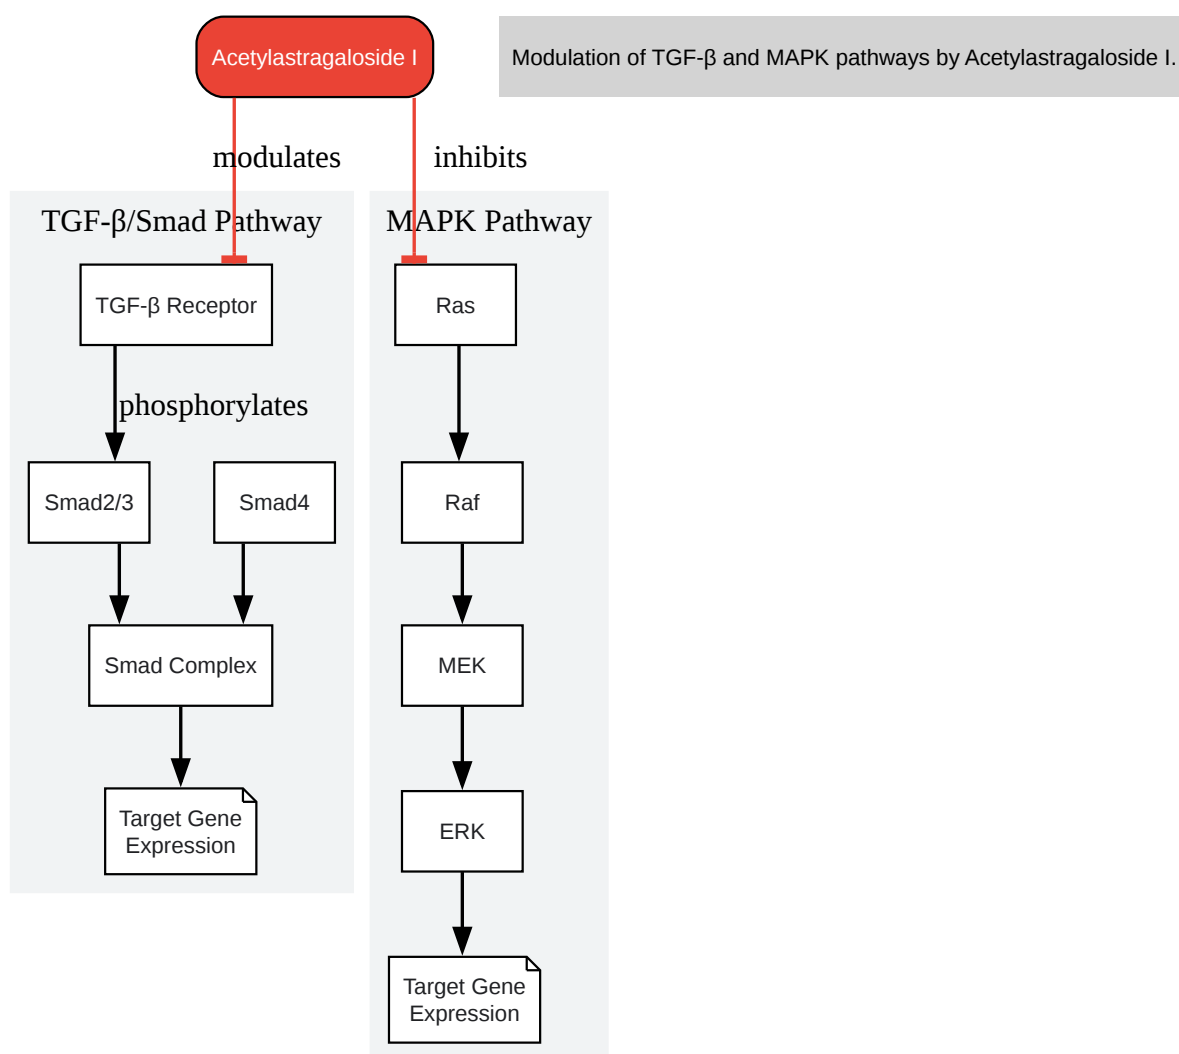 Acetylastragaloside I
Modulation of TGF-β and MAPK pathways by Acetylastragaloside I.
modulates
inhibits
TGF-β/Smad Pathway
MAPK Pathway
TGF-β Receptor
Ras
phosphorylates
Smad2/3
Smad4
Raf
Smad Complex
MEK
Target Gene
Expression
ERK
Target Gene
Expression